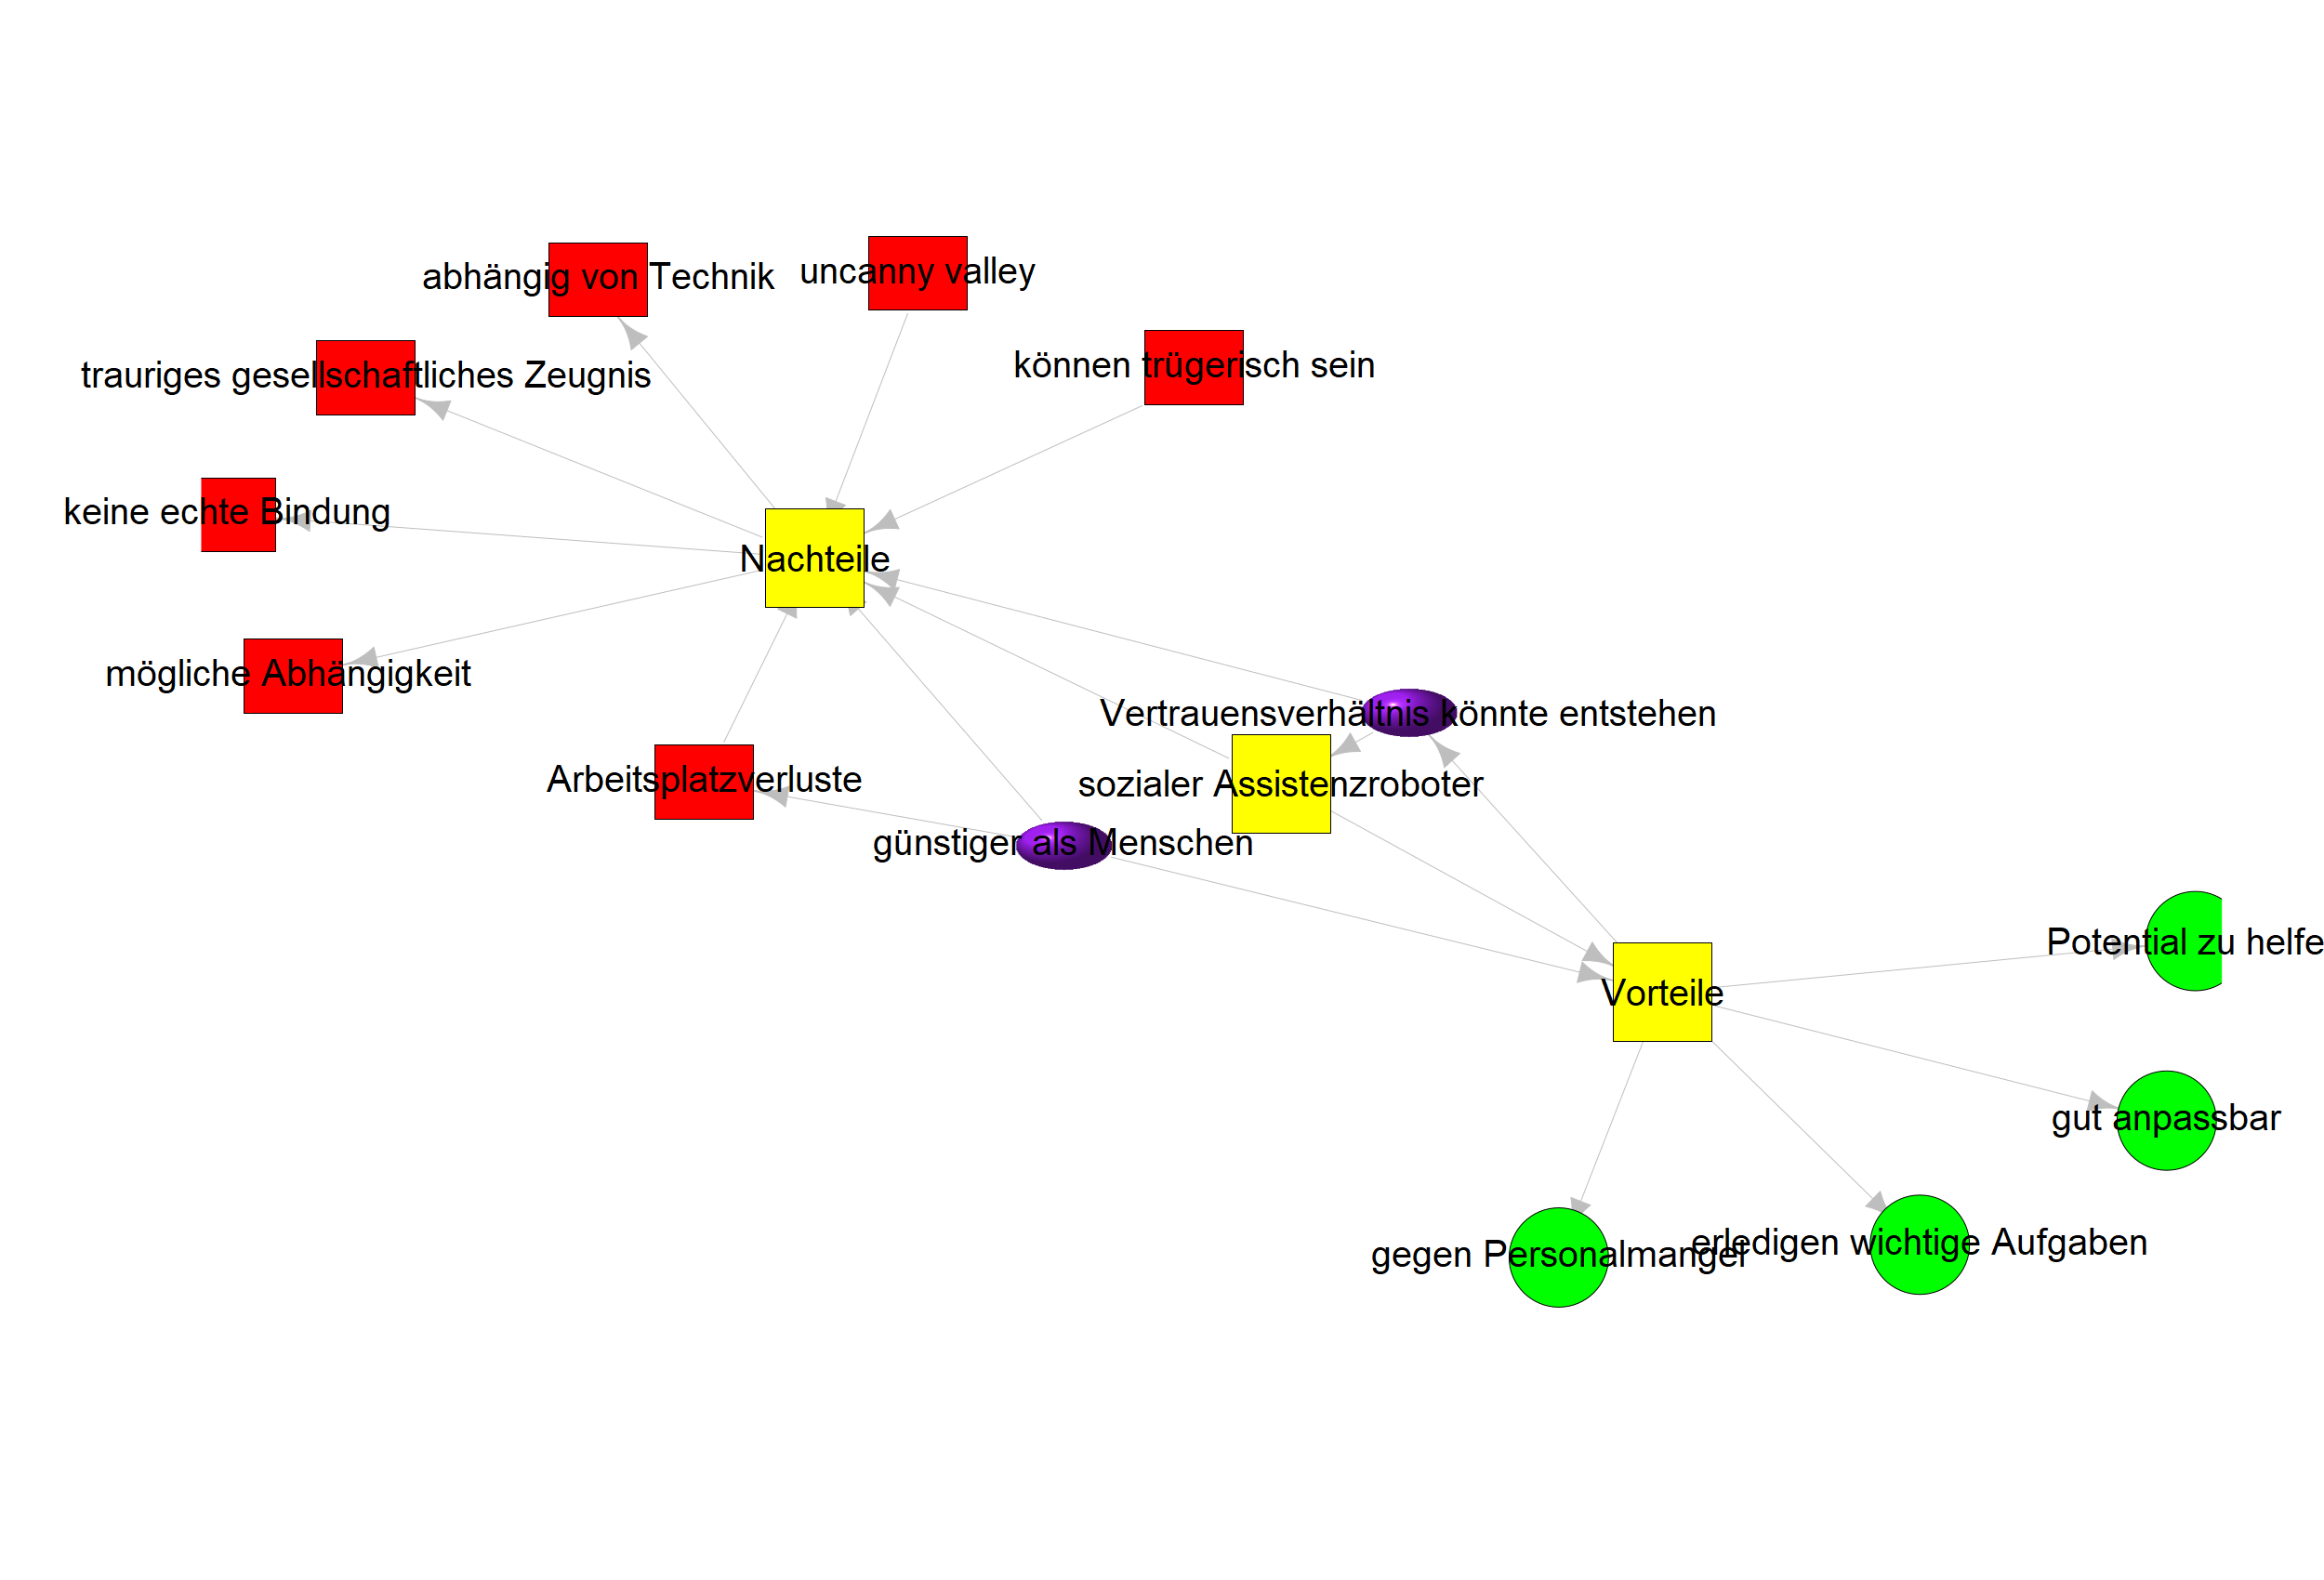 uncanny valley
abhängig von Technik
können trügerisch sein
trauriges gesellschaftliches Zeugnis
keine echte Bindung
Nachteile
mögliche Abhängigkeit
Vertrauensverhältnis könnte entstehen
Arbeitsplatzverluste
sozialer Assistenzroboter
günstiger als Menschen
Potential zu helfe
Vorteile
gut anpassbar
erledigen wichtige Aufgaben
gegen Personalmangel